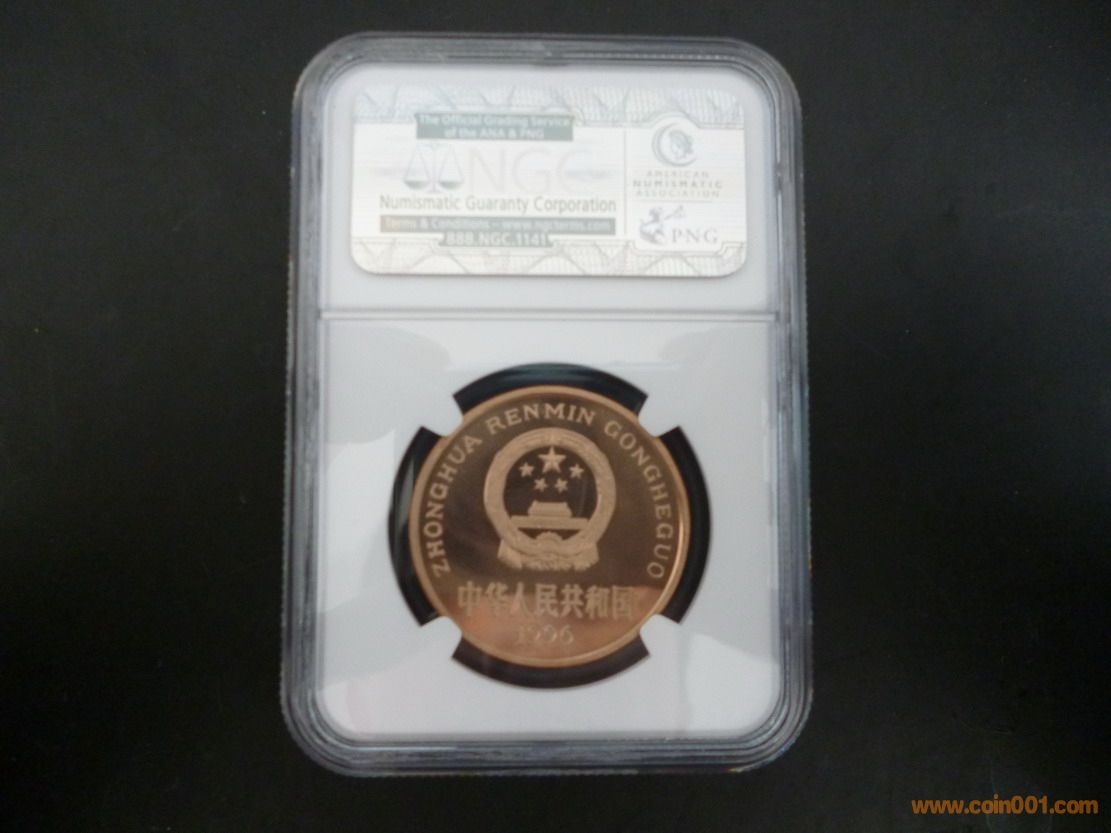 The Official Grading Service
of the ANA & PNG
NGC
Numismatic Guaranty Corporation
Terms & Conditions - www.ngcterms.com
888.NGC.1141
AMERICAN
NUMISMATIC
ASSOCIATION
PNG
ZHONGHUA RENMIN GONGHEGUO
中华人民共和国
1996
www.coin001.com